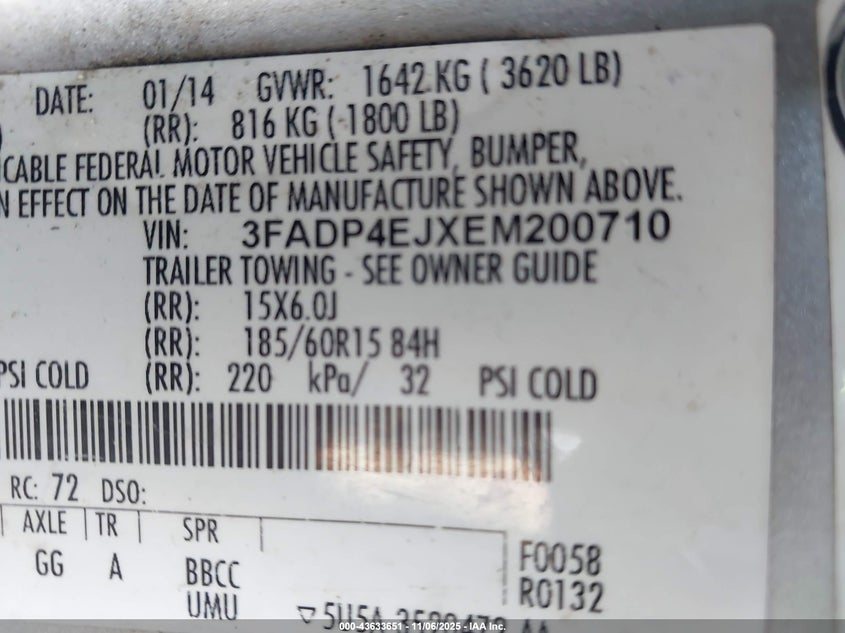 DATE: 01/14 GVWR: 1642 KG ( 3620 LB)
(RR): 816 KG ( 1800 LB)
CABLE FEDERAL MOTOR VEHICLE SAFETY, BUMPER,
N EFFECT ON THE DATE OF MANUFACTURE SHOWN ABOVE.
VIN: 3FADP4EJXEM200710
TRAILER TOWING - SEE OWNER GUIDE
(RR): 15X6.0J
(RR): 185/60R15 84H
PSI COLD (RR): 220 kPa/ 32 PSI COLD
RC: 72 DSO:
AXLE TR SPR
GG A BBCC F0058
UMU R0132
000-43633651 - 11/06/2025 - IAA Inc.